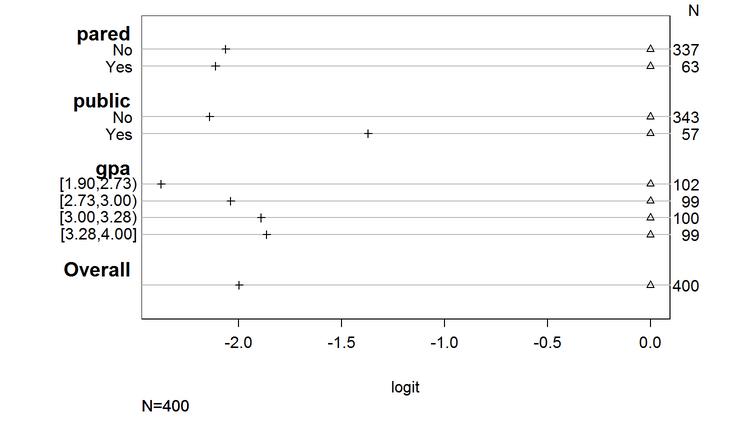 N
pared
No 337
Yes 63
public
No 343
Yes 57
gpa
[1.90,2.73) 102
[2.73,3.00) 99
[3.00,3.28) 100
[3.28,4.00] 99
Overall
400
-2.0 -1.5 -1.0 -0.5 0.0
logit
N=400